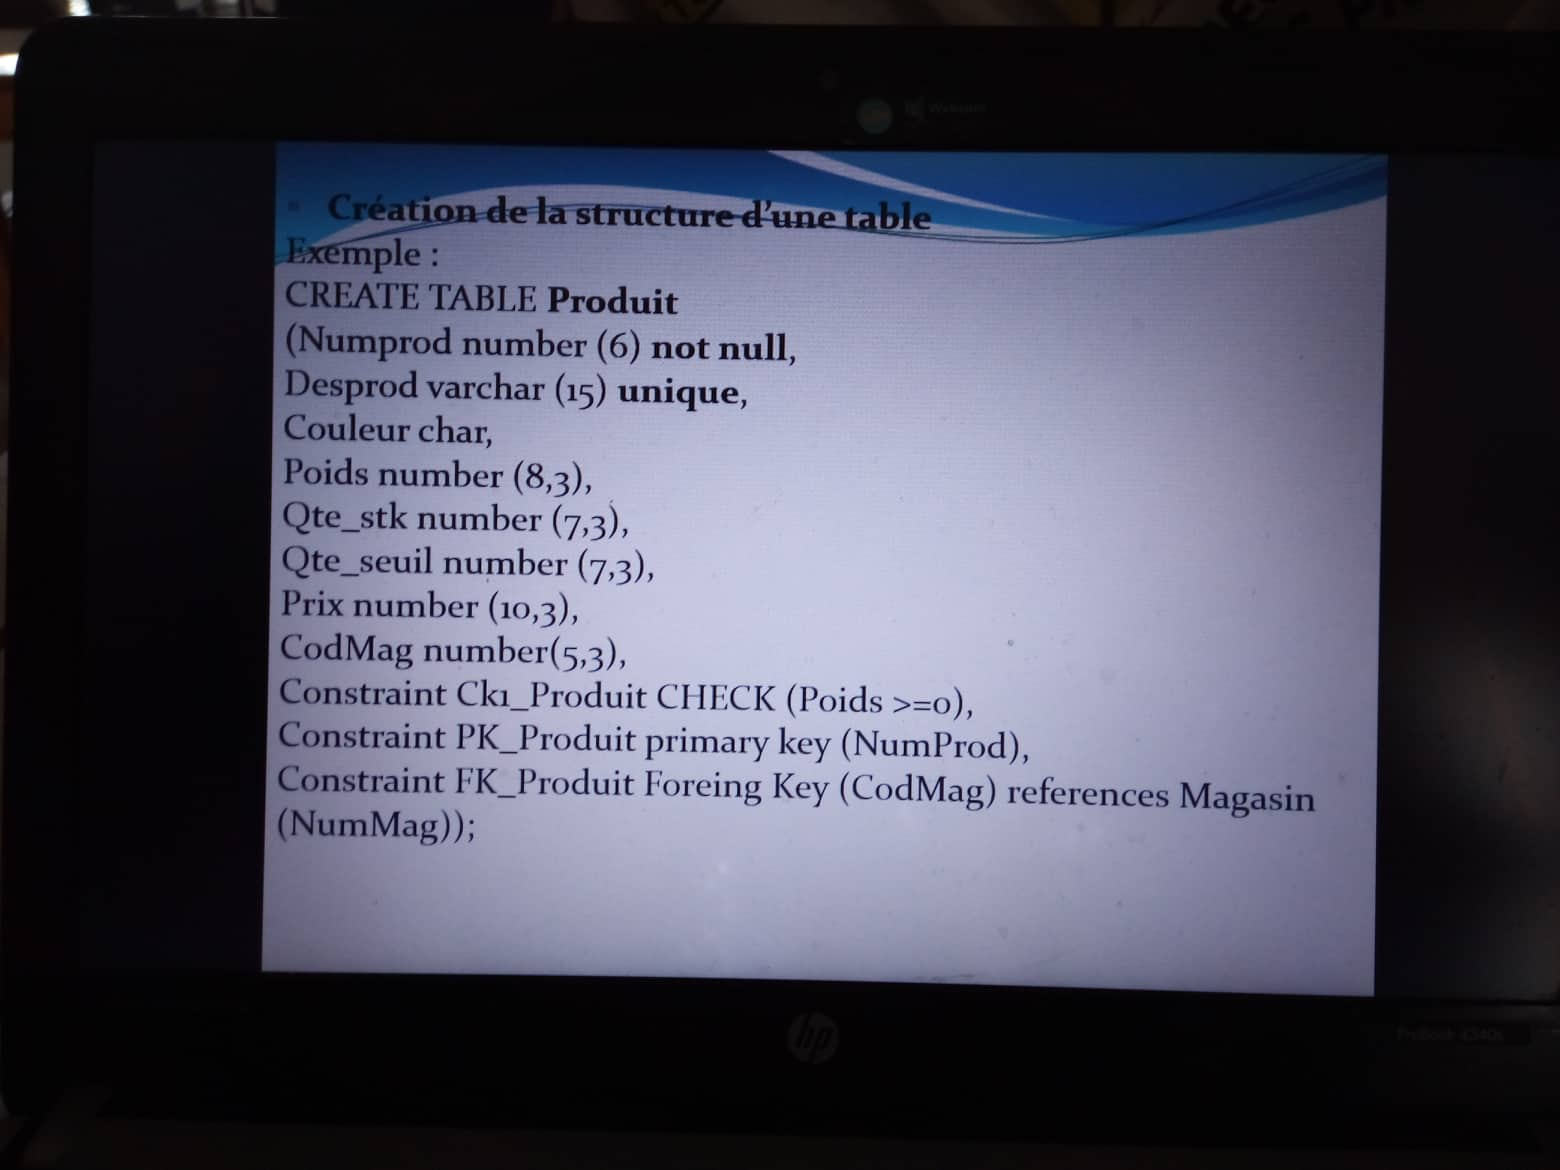 Création de la structure d'une table
Exemple :
CREATE TABLE Produit
(Numprod number (6) not null,
Desprod varchar (15) unique,
Couleur char,
Poids number (8,3),
Qte_stk number (7,3),
Qte_seuil number (7,3),
Prix number (10,3),
CodMag number(5,3),
Constraint Ck1_Produit CHECK (Poids >=0),
Constraint PK_Produit primary key (NumProd),
Constraint FK_Produit Foreing Key (CodMag) references Magasin
(NumMag));
hp